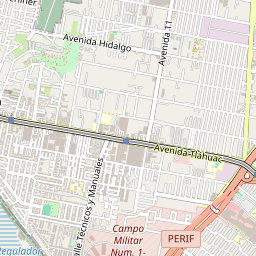 Avenida Hidalgo
Avenida 11
Avenida Tláhuac
Calle Técnicos y Manuales
Campo
Militar
Num. 1-
PERIF
Regulador